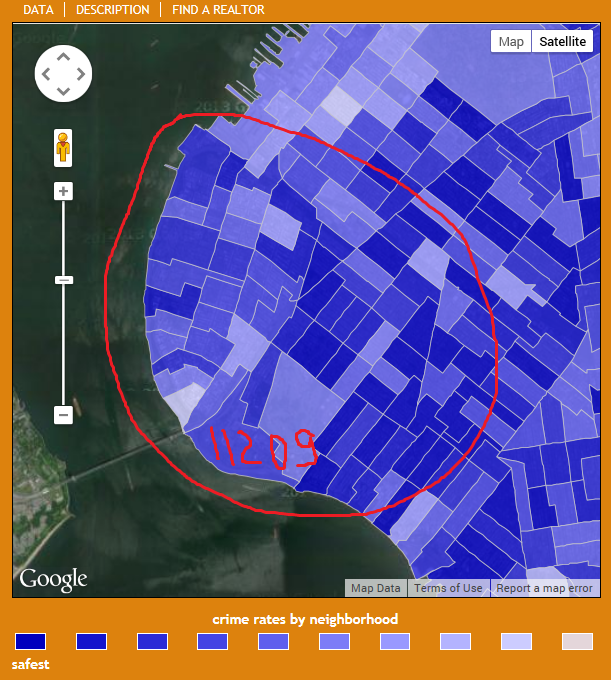 DATA DESCRIPTION FIND A REALTOR
Map Satellite
11209
Google
Map Data Terms of Use Report a map error
crime rates by neighborhood
safest